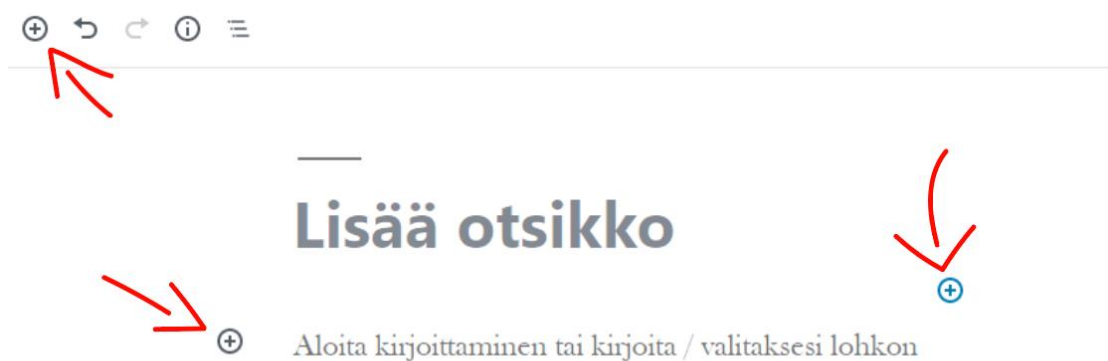 Lisää otsikko
Aloita kirjoittaminen tai kirjoita / valitaksesi lohkon